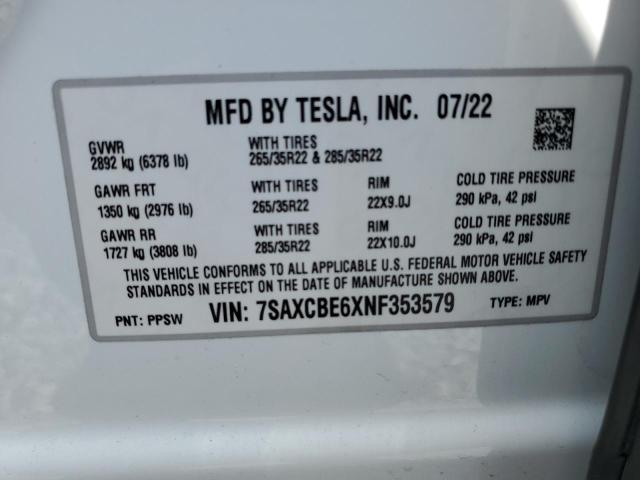 MFD BY TESLA, INC. 07/22
GVWR WITH TIRES
2892 kg (6378 lb) 265/35R22 & 285/35R22
GAWR FRT WITH TIRES RIM COLD TIRE PRESSURE
1350 kg (2976 lb) 265/35R22 22X9.0J 290 kPa, 42 psi
GAWR RR WITH TIRES RIM COLD TIRE PRESSURE
1727 kg (3808 lb) 285/35R22 22X10.0J 290 kPa, 42 psi
THIS VEHICLE CONFORMS TO ALL APPLICABLE U.S. FEDERAL MOTOR VEHICLE SAFETY
STANDARDS IN EFFECT ON THE DATE OF MANUFACTURE SHOWN ABOVE.
PNT: PPSW VIN: 7SAXCBE6XNF353579 TYPE: MPV